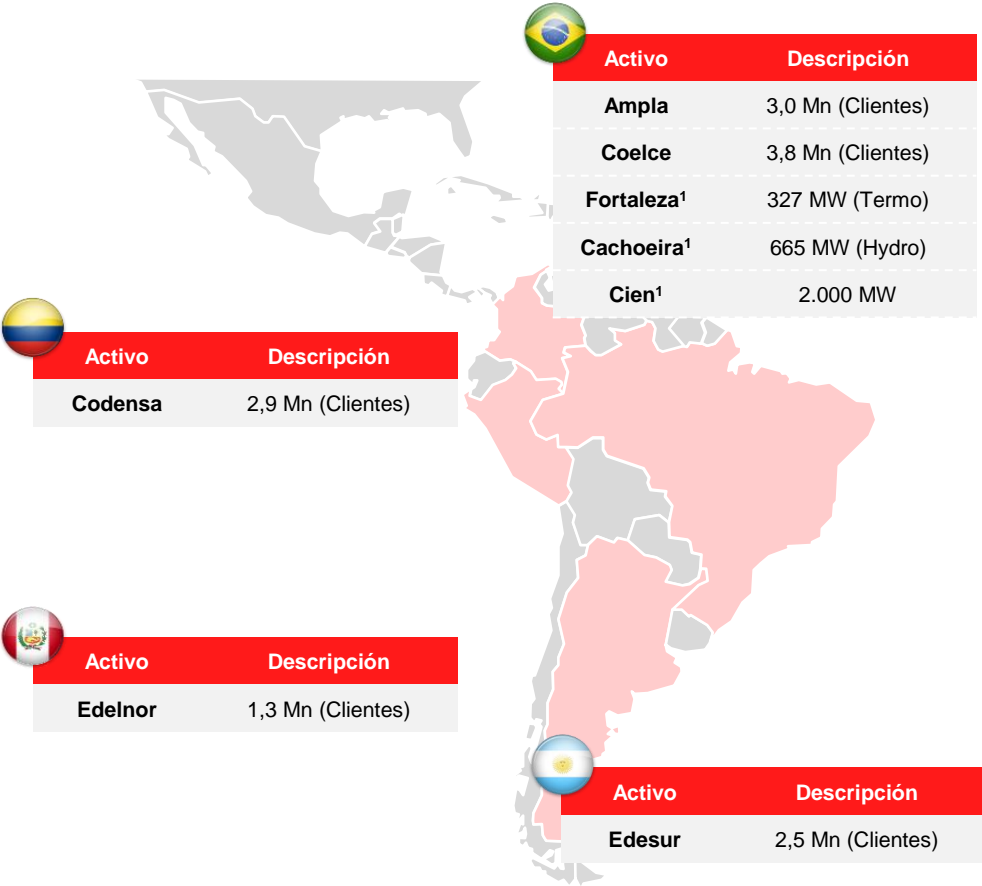 Activo Descripción
Ampla 3,0 Mn (Clientes)
Coelce 3,8 Mn (Clientes)
Fortaleza¹ 327 MW (Termo)
Cachoeira¹ 665 MW (Hydro)
Cien¹ 2.000 MW
Activo Descripción
Codensa 2,9 Mn (Clientes)
Activo Descripción
Edelnor 1,3 Mn (Clientes)
Activo Descripción
Edesur 2,5 Mn (Clientes)